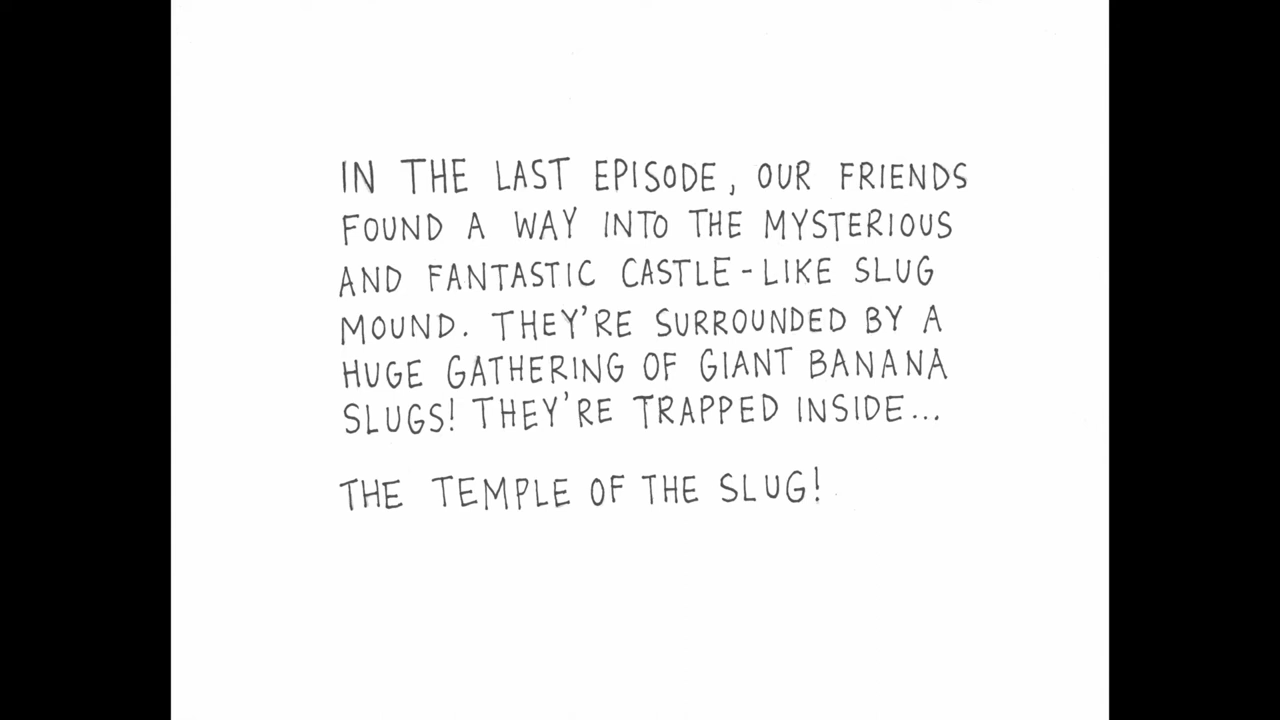 IN THE LAST EPISODE, OUR FRIENDS
FOUND A WAY INTO THE MYSTERIOUS
AND FANTASTIC CASTLE-LIKE SLUG
MOUND. THEY'RE SURROUNDED BY A
HUGE GATHERING OF GIANT BANANA
SLUGS! THEY'RE TRAPPED INSIDE...
THE TEMPLE OF THE SLUG!